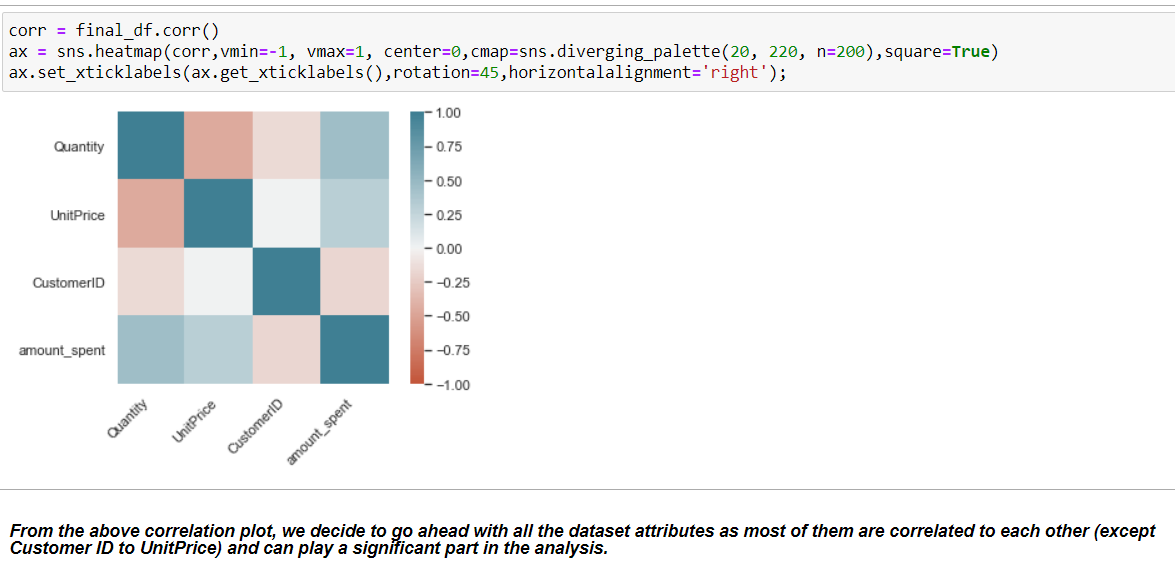 corr = final_df.corr()
ax = sns.heatmap(corr,vmin=-1, vmax=1, center=0,cmap=sns.diverging_palette(20, 220, n=200),square=True)
ax.set_xticklabels(ax.get_xticklabels(),rotation=45,horizontalalignment='right');
1.00
Quantity
0.75
0.50
UnitPrice
0.25
0.00
CustomerID
−0.25
−0.50
amount_spent
−0.75
−1.00
Quantity
UnitPrice
CustomerID
amount_spent
From the above correlation plot, we decide to go ahead with all the dataset attributes as most of them are correlated to each other (except
Customer ID to UnitPrice) and can play a significant part in the analysis.